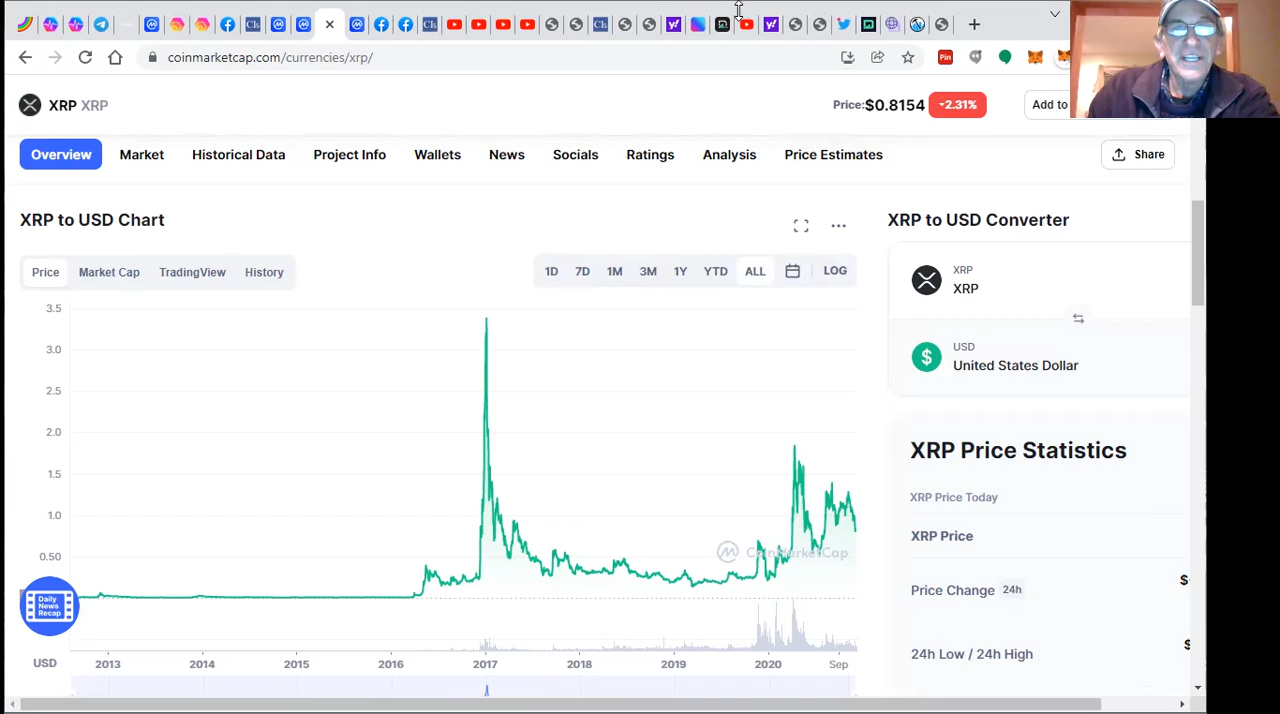 coinmarketcap.com/currencies/xrp/
Pin
XRP XRP
Price: $0.8154 -2.31% Add to
Overview Market Historical Data Project Info Wallets News Socials Ratings Analysis Price Estimates Share
XRP to USD Chart
XRP to USD Converter
Price Market Cap TradingView History
1D 7D 1M 3M 1Y YTD ALL LOG
XRP
XRP
USD
United States Dollar
3.5
3.0
2.5
2.0
1.5
1.0
0.50
CoinMarketCap
Daily
News
Recap
USD
2013 2014 2015 2016 2017 2018 2019 2020 Sep
XRP Price Statistics
XRP Price Today
XRP Price
Price Change 24h $
24h Low / 24h High $